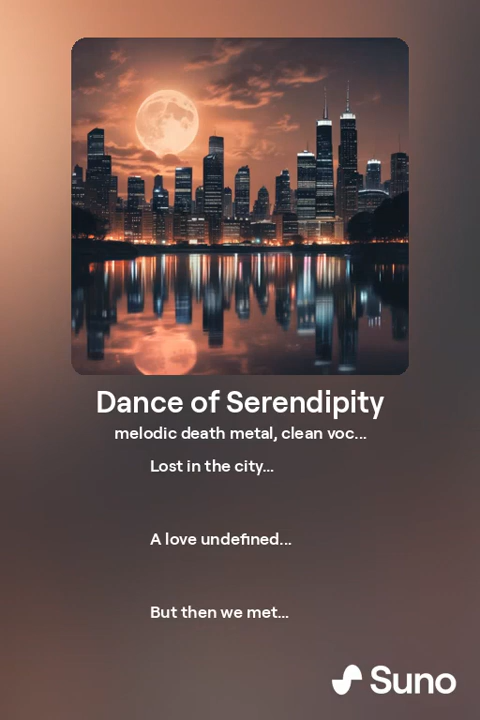 Dance of Serendipity
melodic death metal, clean voc...
Lost in the city...
A love undefined...
But then we met...
Suno